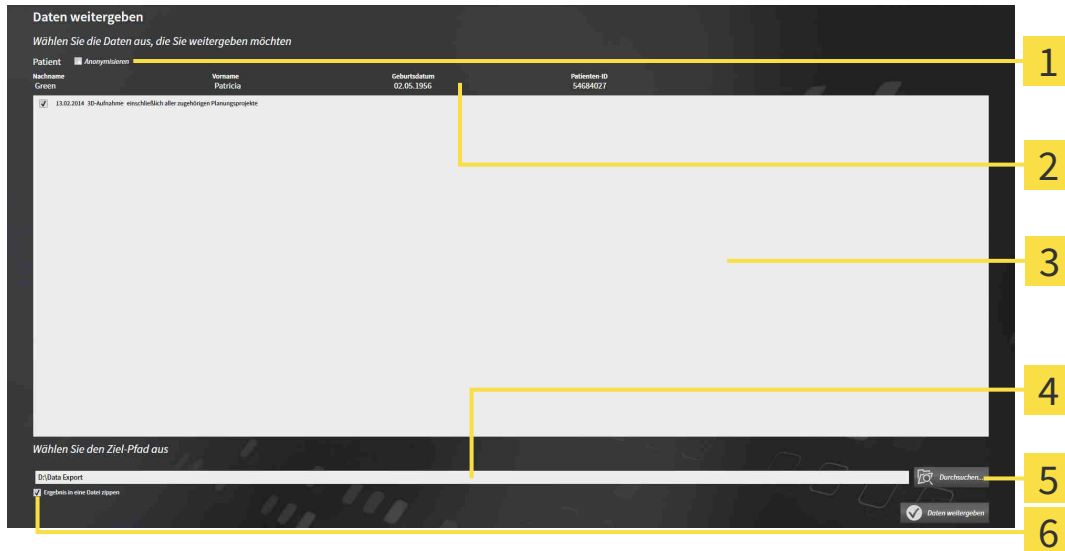 Daten weitergeben
Wählen Sie die Daten aus, die Sie weitergeben möchten
Patient Anonymisieren
1
Nachname Vorname Geburtsdatum Patienten-ID
Green Patricia 02.05.1956 54684027
13.02.2014 3D-Aufnahme einschließlich aller zugehörigen Planungsprojekte
2
3
4
Wählen Sie den Ziel-Pfad aus
D:\Data Export Durchsuchen...
5
Ergebnis in eine Datei zippen
Daten weitergeben
6